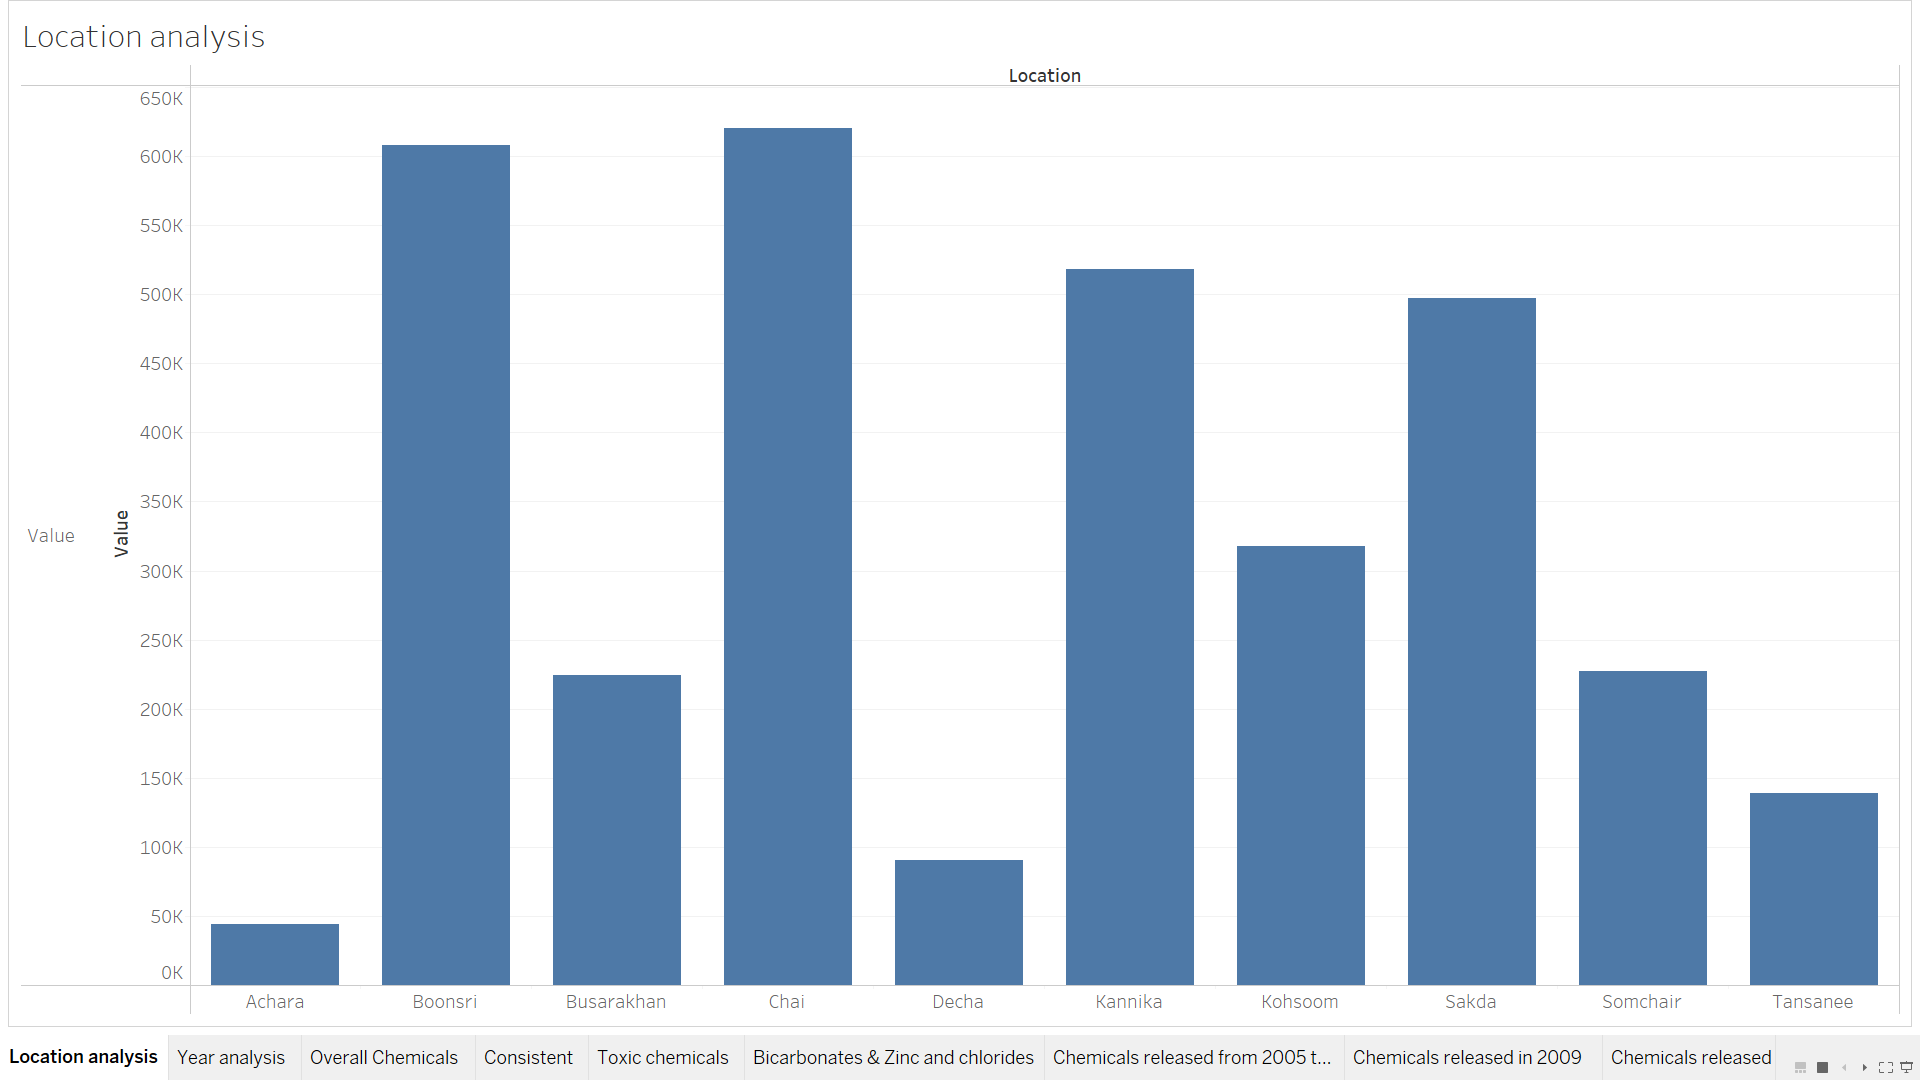 Location analysis
Location
650K
600K
550K
500K
450K
400K
350K
300K
250K
200K
150K
100K
50K
0K
Value
Value
Achara Boonsri Busarakhan Chai Decha Kannika Kohsoom Sakda Somchair Tansanee
Location analysis Year analysis Overall Chemicals Consistent Toxic chemicals Bicarbonates & Zinc and chlorides Chemicals released from 2005 t... Chemicals released in 2009 Chemicals released